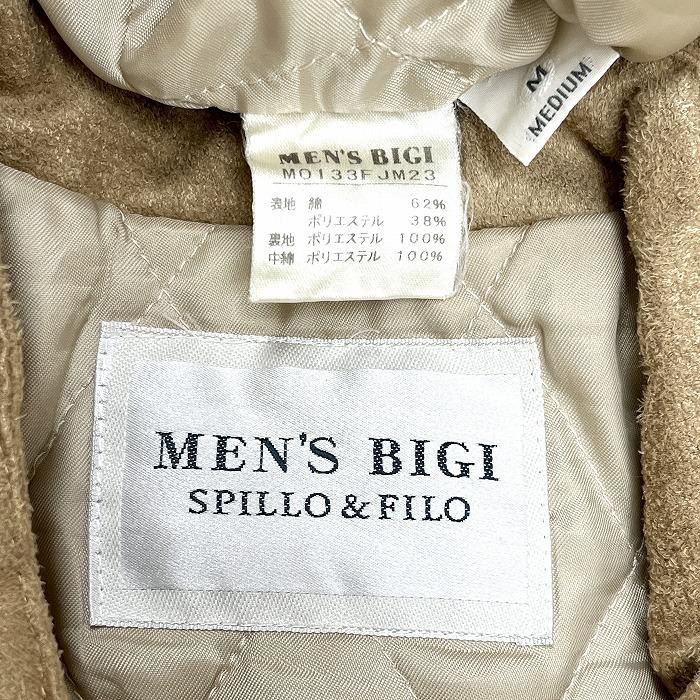 M
MEDIUM
MEN'S BIGI
M0133FJM23
表地 綿 62%
ポリエステル 38%
裏地 ポリエステル 100%
中綿 ポリエステル 100%
MEN'S BIGI
SPILLO & FILO